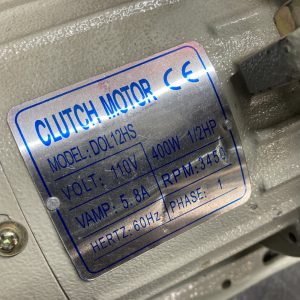 CLUTCH MOTOR CE
MODEL: DOL12HS
VOLT: 110V 400W 1/2HP
VAMP: 5.8A RPM: 3450
HERTZ: 60Hz PHASE: 1